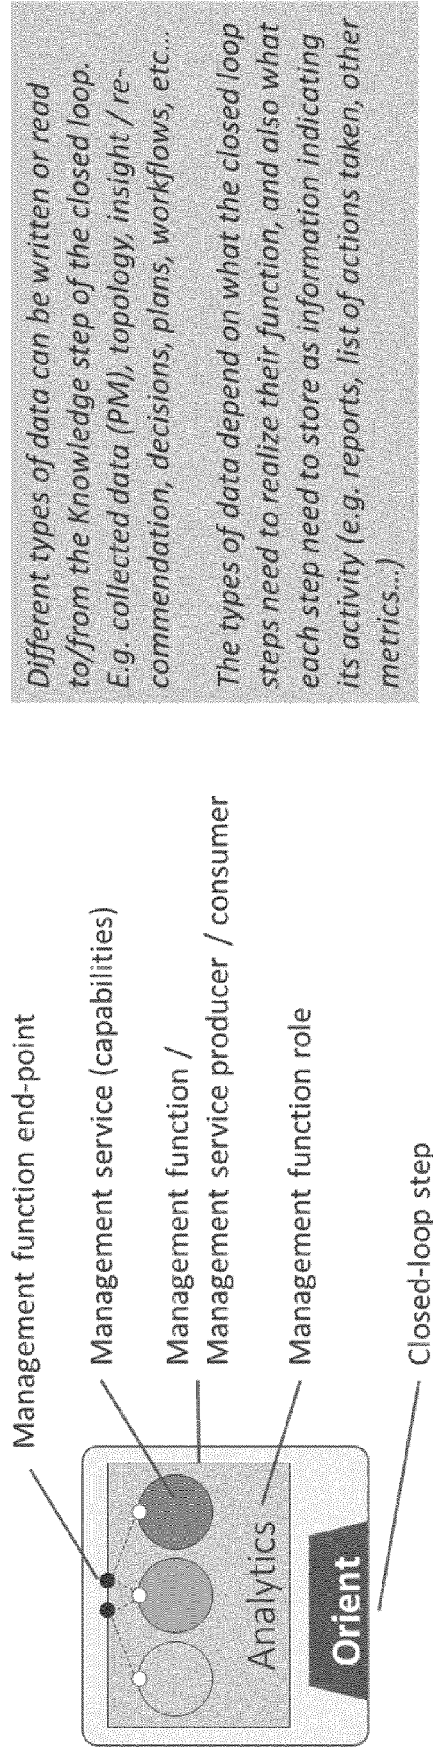 Management function end-point
Management service (capabilities)
Management function /
Management service producer / consumer
Management function role
Closed-loop step
Analytics
Orient
Different types of data can be written or read
to/from the Knowledge step of the closed loop.
E.g. collected data (PM), topology, insight / re-
commendation, decisions, plans, workflows, etc...
The types of data depend on what the closed loop
steps need to realize their function, and also what
each step need to store as information indicating
its activity (e.g. reports, list of actions taken, other
metrics...)